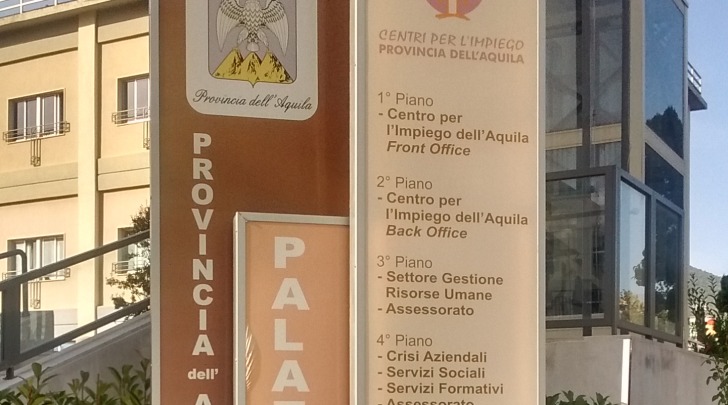 Provincia dell'Aquila
PROVINCIA
dell'
A
PALAZ
CENTRI PER L'IMPIEGO
PROVINCIA DELL'AQUILA
1° Piano
- Centro per
l'Impiego dell'Aquila
Front Office
2° Piano
- Centro per
l'Impiego dell'Aquila
Back Office
3° Piano
- Settore Gestione
Risorse Umane
- Assessorato
4° Piano
- Crisi Aziendali
- Servizi Sociali
- Servizi Formativi
- Assessorato